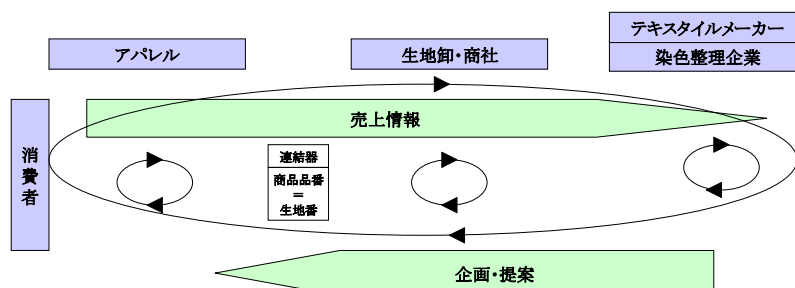 アパレル
生地卸・商社
テキスタイルメーカー
染色整理企業
消費者
売上情報
連結器
商品品番
＝
生地番
企画・提案